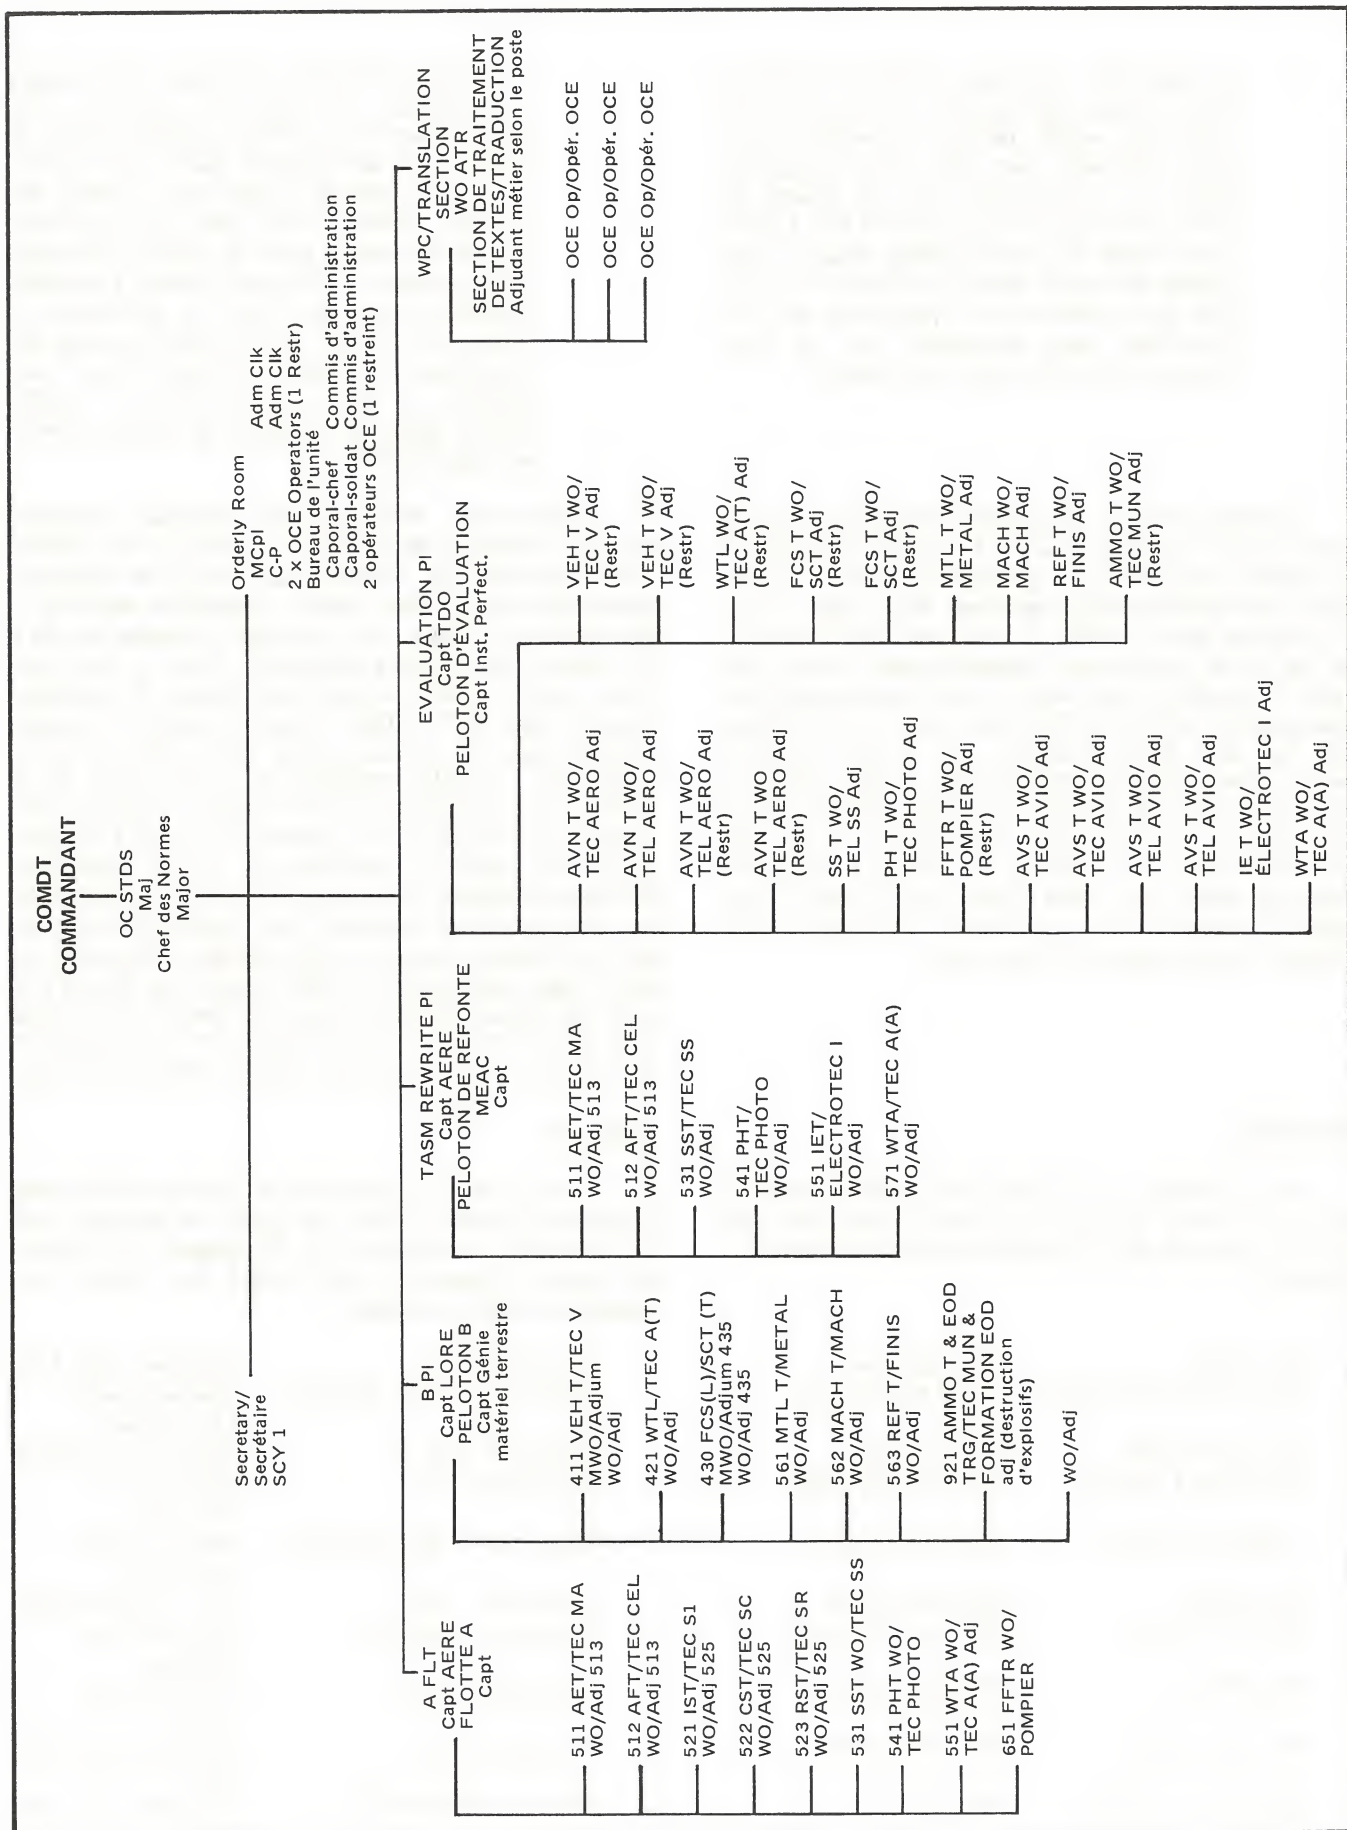 COMDT
COMMANDANT
OC STDS
Maj
Chef des Normes
Major
Secretary/
Secrétaire
SCY 1
Orderly Room
MCpl Adm Clk
C-P Adm Clk
2 x OCE Operators (1 Restr)
Bureau de l'unité
Caporal-chef Commis d'administration
Caporal-soldat Commis d'administration
2 opérateurs OCE (1 restreint)
A FLT
Capt AERE
FLOTTE A
Capt
511 AET/TEC MA
WO/Adj 513
512 AFT/TEC CEL
WO/Adj 513
521 IST/TEC S1
WO/Adj 525
522 CST/TEC SC
WO/Adj 525
523 RST/TEC SR
WO/Adj 525
531 SST WO/TEC SS
541 PHT WO/
TEC PHOTO
551 WTA WO/
TEC A(A) Adj
651 FFTR WO/
POMPIER
B Pl
Capt LORE
PELOTON B
Capt Génie
matériel terrestre
411 VEH T/TEC V
MWO/Adjum
WO/Adj
421 WTL/TEC A(T)
WO/Adj
430 FCS(L)/SCT (T)
MWO/Adjum 435
WO/Adj 435
561 MTL T/METAL
WO/Adj
562 MACH T/MACH
WO/Adj
563 REF T/FINIS
WO/Adj
921 AMMO T & EOD
TRG/TEC MUN &
FORMATION EOD
adj (destruction
d'explosifs)
WO/Adj
TASM REWRITE Pl
Capt AERE
PELOTON DE REFONTE
MEAC
Capt
511 AET/TEC MA
WO/Adj 513
512 AFT/TEC CEL
WO/Adj 513
531 SST/TEC SS
WO/Adj
541 PHT/
TEC PHOTO
WO/Adj
551 IET/
ELECTROTEC I
WO/Adj
571 WTA/TEC A(A)
WO/Adj
EVALUATION Pl
Capt TDO
PELOTON D'ÉVALUATION
Capt Inst. Perfect.
AVN T WO/
TEC AERO Adj
AVN T WO/
TEL AERO Adj
AVN T WO/
TEL AERO Adj
(Restr)
AVN T WO
TEL AERO Adj
(Restr)
SS T WO/
TEL SS Adj
PH T WO/
TEC PHOTO Adj
FFTR T WO/
POMPIER Adj
(Restr)
AVS T WO/
TEC AVIO Adj
AVS T WO/
TEC AVIO Adj
AVS T WO/
TEL AVIO Adj
AVS T WO/
TEL AVIO Adj
IE T WO/
ÉLECTROTEC I Adj
WTA WO/
TEC A(A) Adj
VEH T WO/
TEC V Adj
(Restr)
VEH T WO/
TEC V Adj
(Restr)
WTL WO/
TEC A(T) Adj
(Restr)
FCS T WO/
SCT Adj
(Restr)
FCS T WO/
SCT Adj
(Restr)
MTL T WO/
METAL Adj
MACH WO/
MACH Adj
REF T WO/
FINIS Adj
AMMO T WO/
TEC MUN Adj
(Restr)
WPC/TRANSLATION
SECTION
WO ATR
SECTION DE TRAITEMENT
DE TEXTES/TRADUCTION
Adjudant métier selon le poste
OCE Op/Opér. OCE
OCE Op/Opér. OCE
OCE Op/Opér. OCE